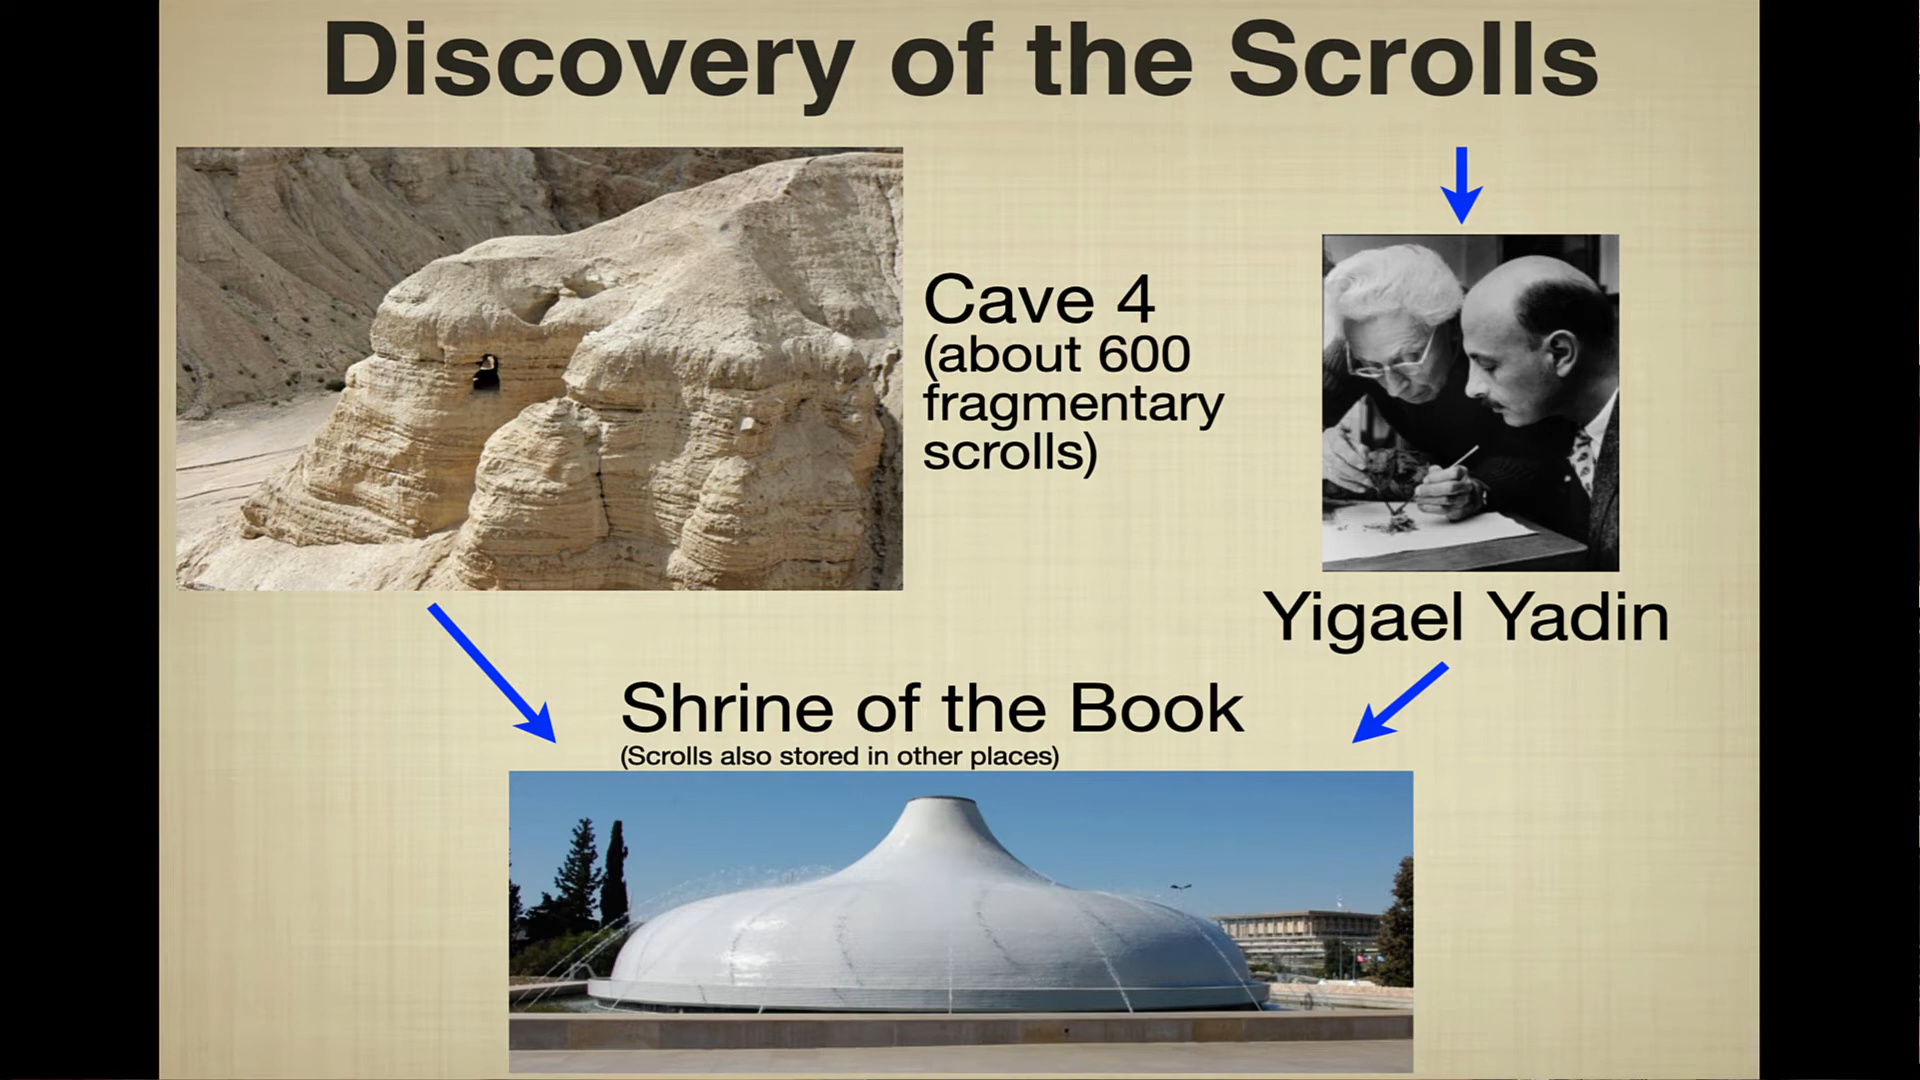 Discovery of the Scrolls
Cave 4
(about 600
fragmentary
scrolls)
Yigael Yadin
Shrine of the Book
(Scrolls also stored in other places)